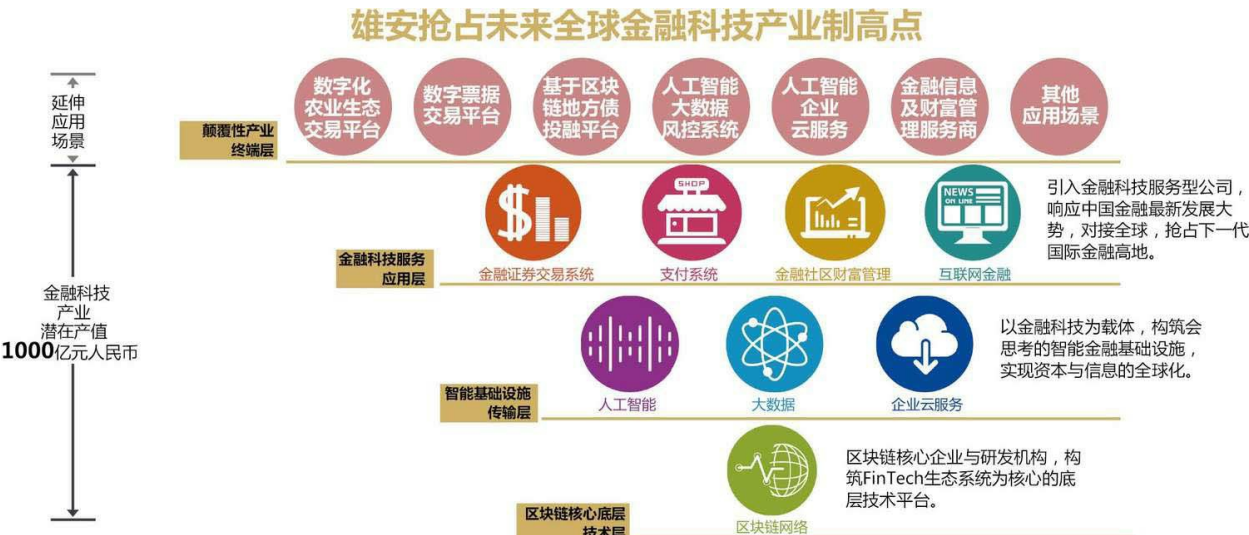 雄安抢占未来全球金融科技产业制高点
延伸
应用
场景
颠覆性产业
终端层
数字化
农业生态
交易平台
数字票据
交易平台
基于区块
链地方债
投融平台
人工智能
大数据
风控系统
人工智能
企业
云服务
金融信息
及财富管
理服务商
其他
应用场景
金融科技
产业
潜在产值
1000亿元人民币
金融科技服务
应用层
金融证券交易系统
SHOP
支付系统
金融社区财富管理
NEWS
ON LINE
互联网金融
引入金融科技服务型公司，
响应中国金融最新发展大
势，对接全球，抢占下一代
国际金融高地。
智能基础设施
传输层
人工智能
大数据
企业云服务
以金融科技为载体，构筑会
思考的智能金融基础设施，
实现资本与信息的全球化。
区块链核心底层
技术层
区块链网络
区块链核心企业与研发机构，构
筑FinTech生态系统为核心的底
层技术平台。